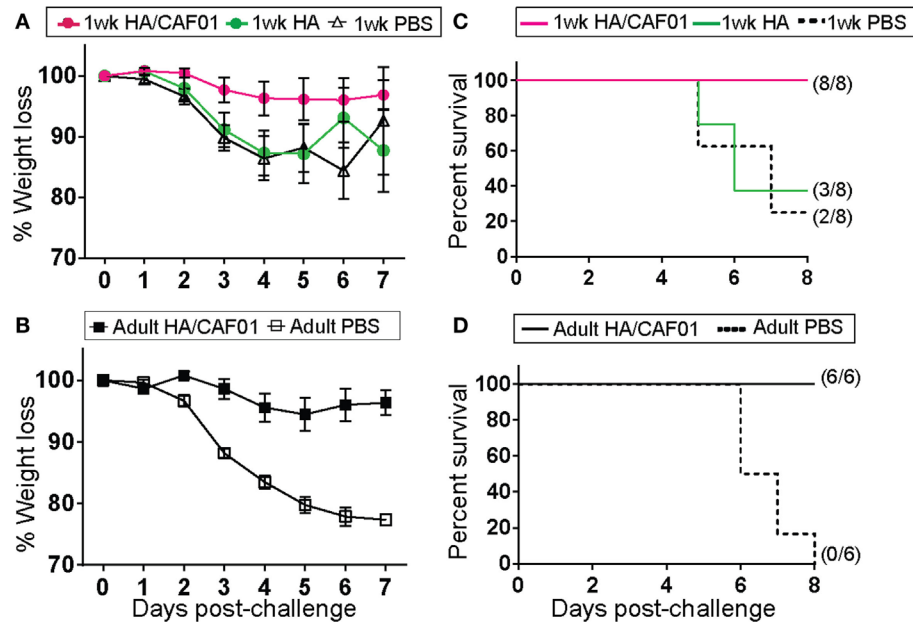 A
1wk HA/CAF01 1wk HA 1wk PBS
% Weight loss
100
90
80
70
0 1 2 3 4 5 6 7
C
1wk HA/CAF01 1wk HA 1wk PBS
Percent survival
100
80
60
40
20
0
(8/8)
(3/8)
(2/8)
0 2 4 6 8
B
Adult HA/CAF01 Adult PBS
% Weight loss
100
90
80
70
0 1 2 3 4 5 6 7
Days post-challenge
D
Adult HA/CAF01 Adult PBS
Percent survival
100
80
60
40
20
0
(6/6)
(0/6)
0 2 4 6 8
Days post-challenge